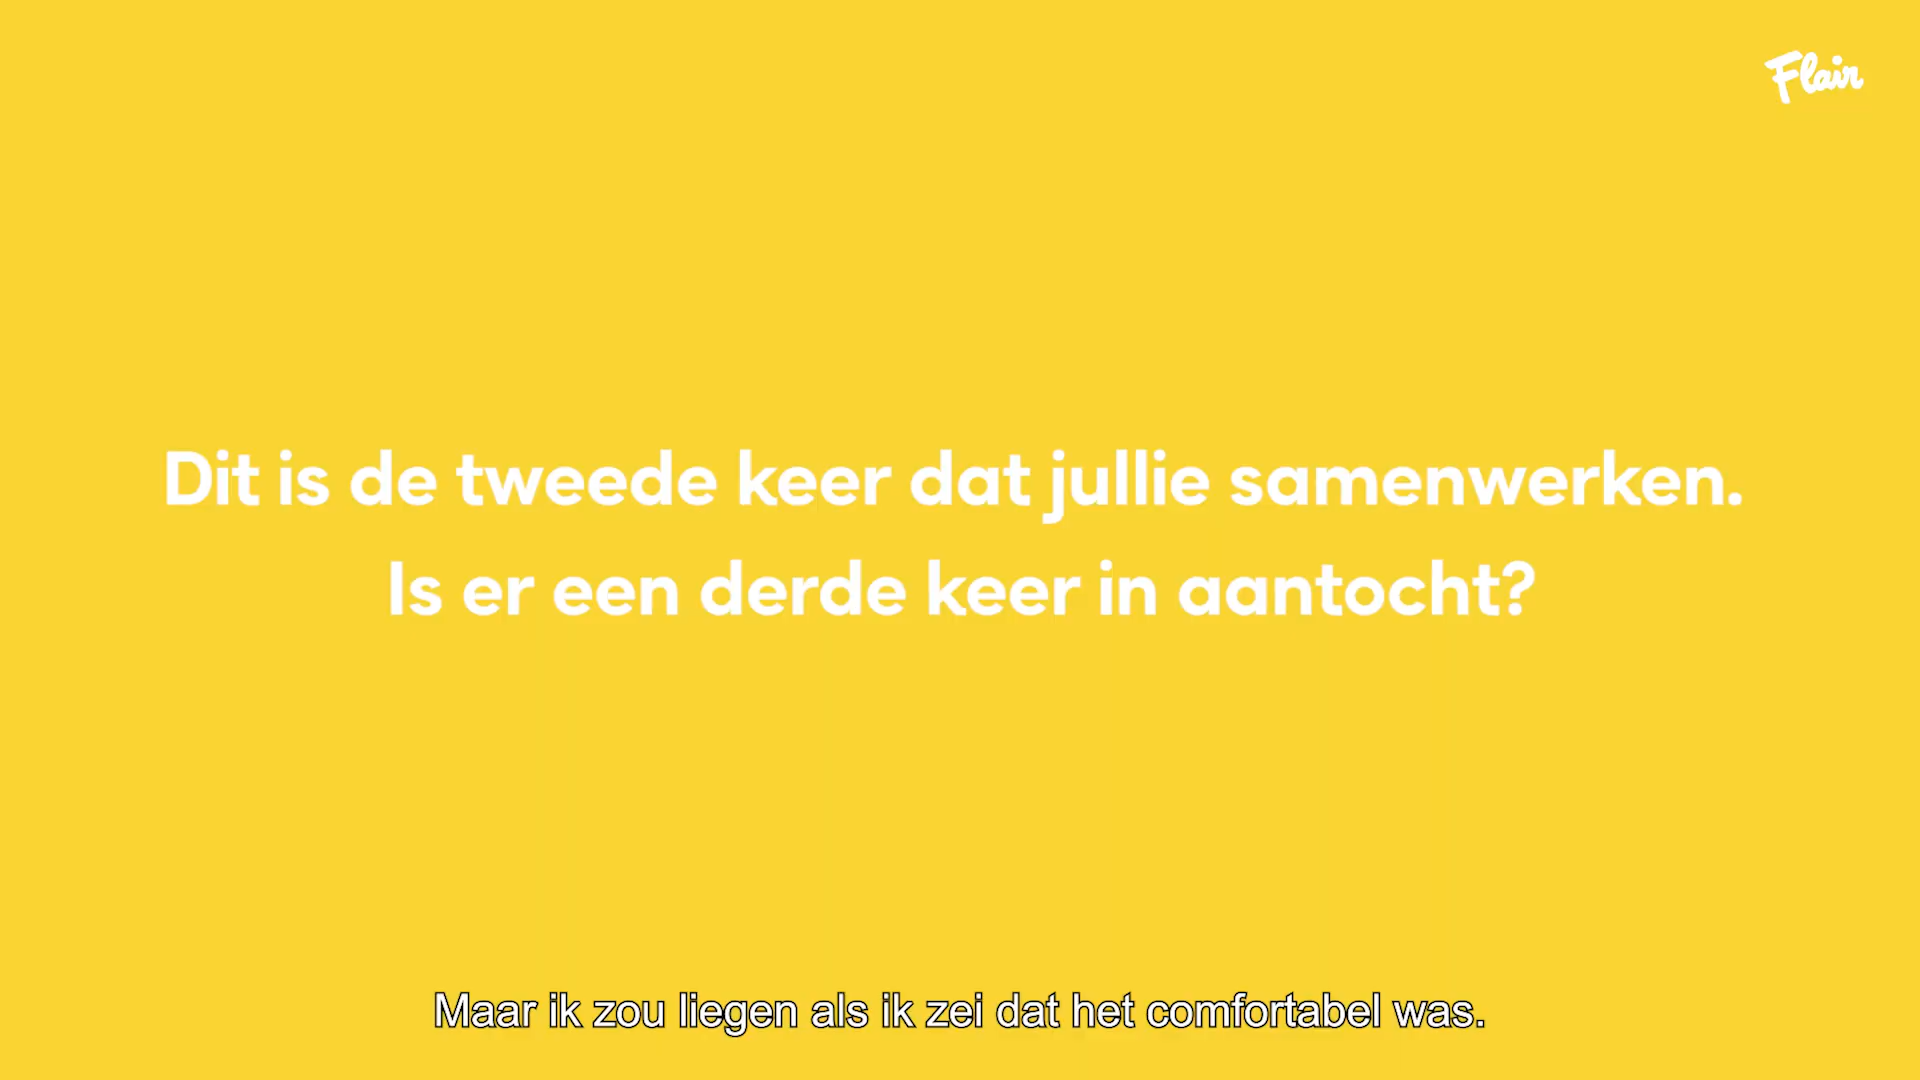 Flair
Dit is de tweede keer dat jullie samenwerken.
Is er een derde keer in aantocht?
Maar ik zou liegen als ik zei dat het comfortabel was.